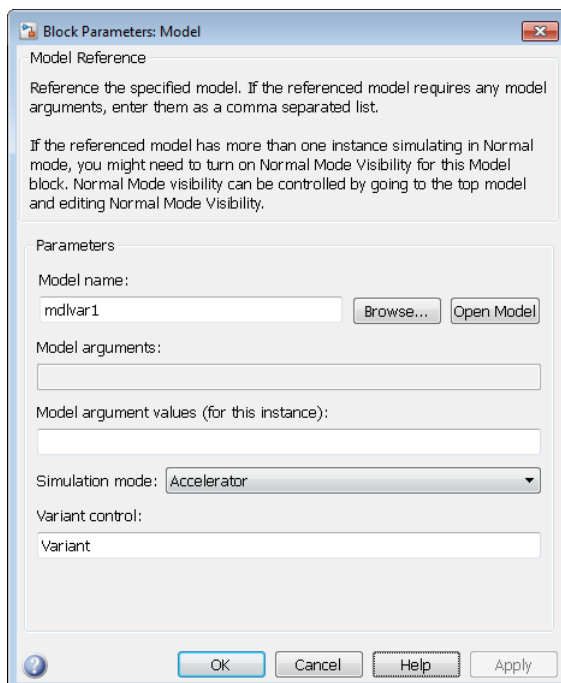 Block Parameters: Model
Model Reference
Reference the specified model. If the referenced model requires any model
arguments, enter them as a comma separated list.
If the referenced model has more than one instance simulating in Normal
mode, you might need to turn on Normal Mode Visibility for this Model
block. Normal Mode visibility can be controlled by going to the top model
and editing Normal Mode Visibility.
Parameters
Model name:
mdlvar1 Browse... Open Model
Model arguments:
Model argument values (for this instance):
Simulation mode: Accelerator
Variant control:
Variant
OK Cancel Help Apply